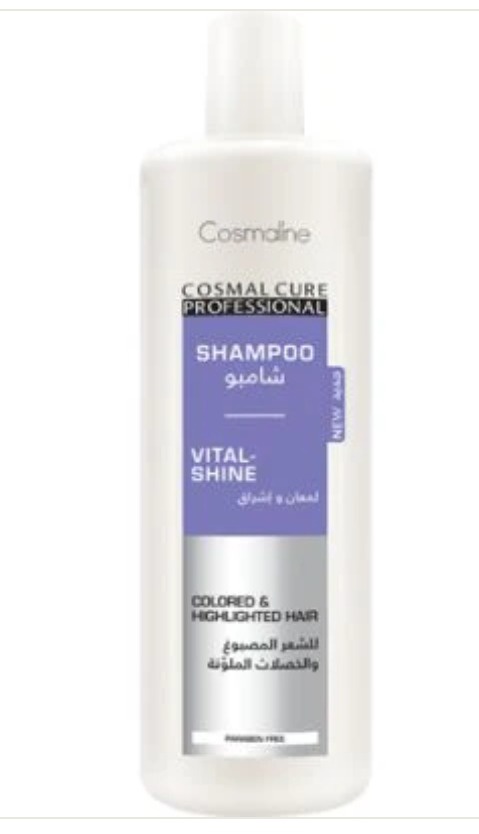 Cosmaline
COSMAL CURE
PROFESSIONAL
SHAMPOO
شامبو
NEW جديد
VITAL-
SHINE
لمعان و إشراق
COLORED &
HIGHLIGHTED HAIR
للشعر المصبوغ
والخصلات الملوّنة
PARABEN FREE